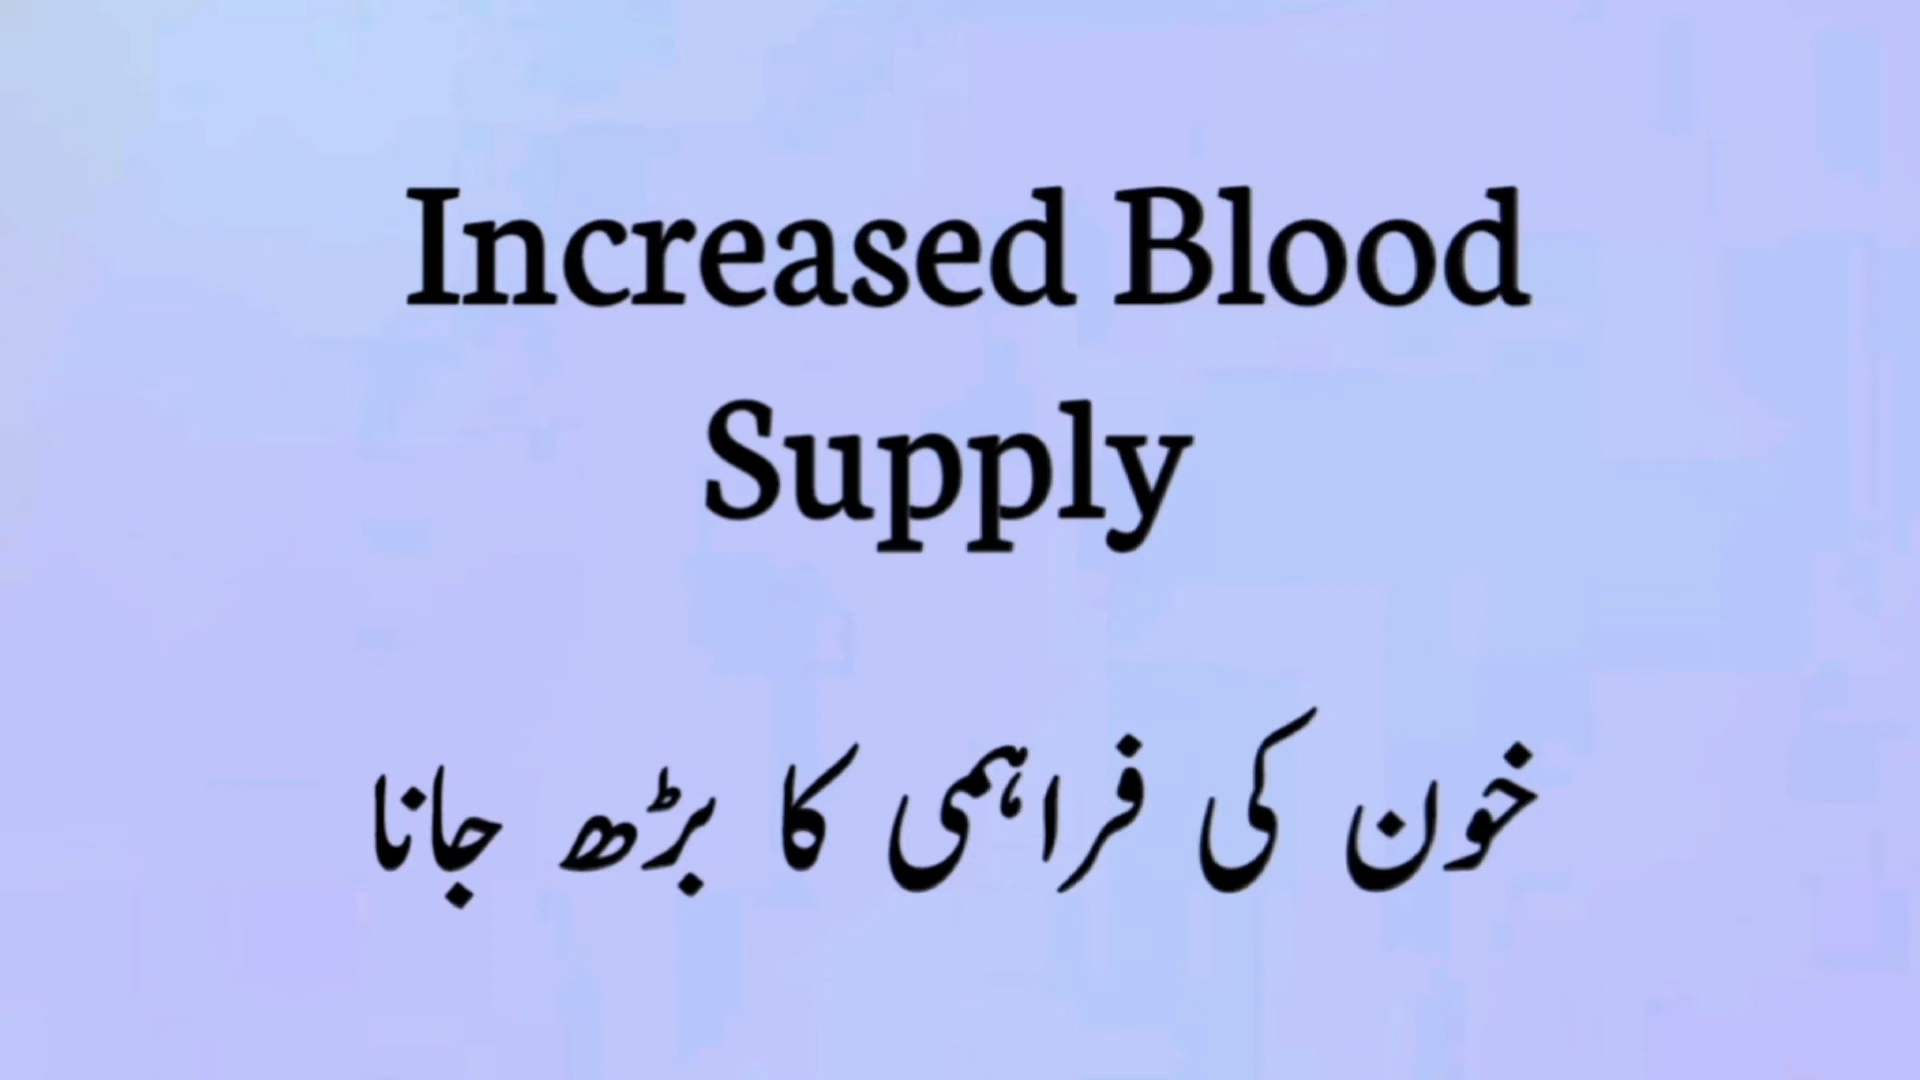 Increased Blood
Supply
خون کی فراہمی کا بڑھ جانا